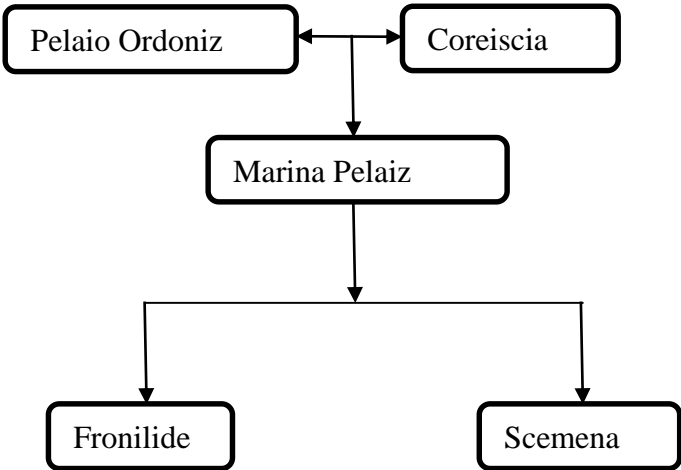 Pelaio Ordoniz
Coreiscia
Marina Pelaiz
Fronilide
Scemena